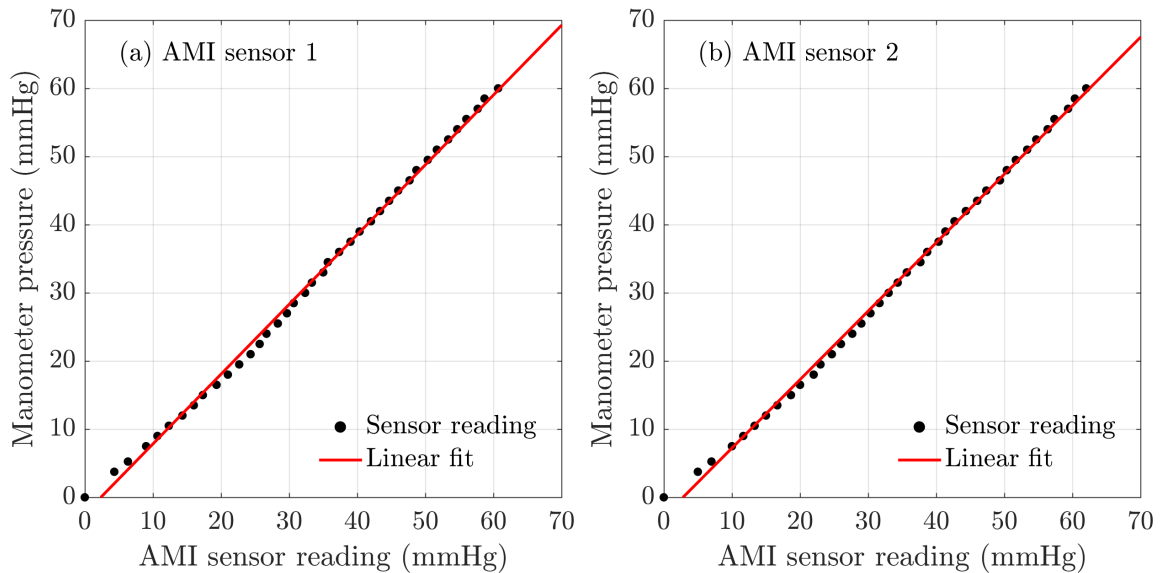 (a) AMI sensor 1
Manometer pressure (mmHg)
70
60
50
40
30
20
10
0
Sensor reading
Linear fit
0 10 20 30 40 50 60 70
AMI sensor reading (mmHg)
(b) AMI sensor 2
Manometer pressure (mmHg)
70
60
50
40
30
20
10
0
Sensor reading
Linear fit
0 10 20 30 40 50 60 70
AMI sensor reading (mmHg)